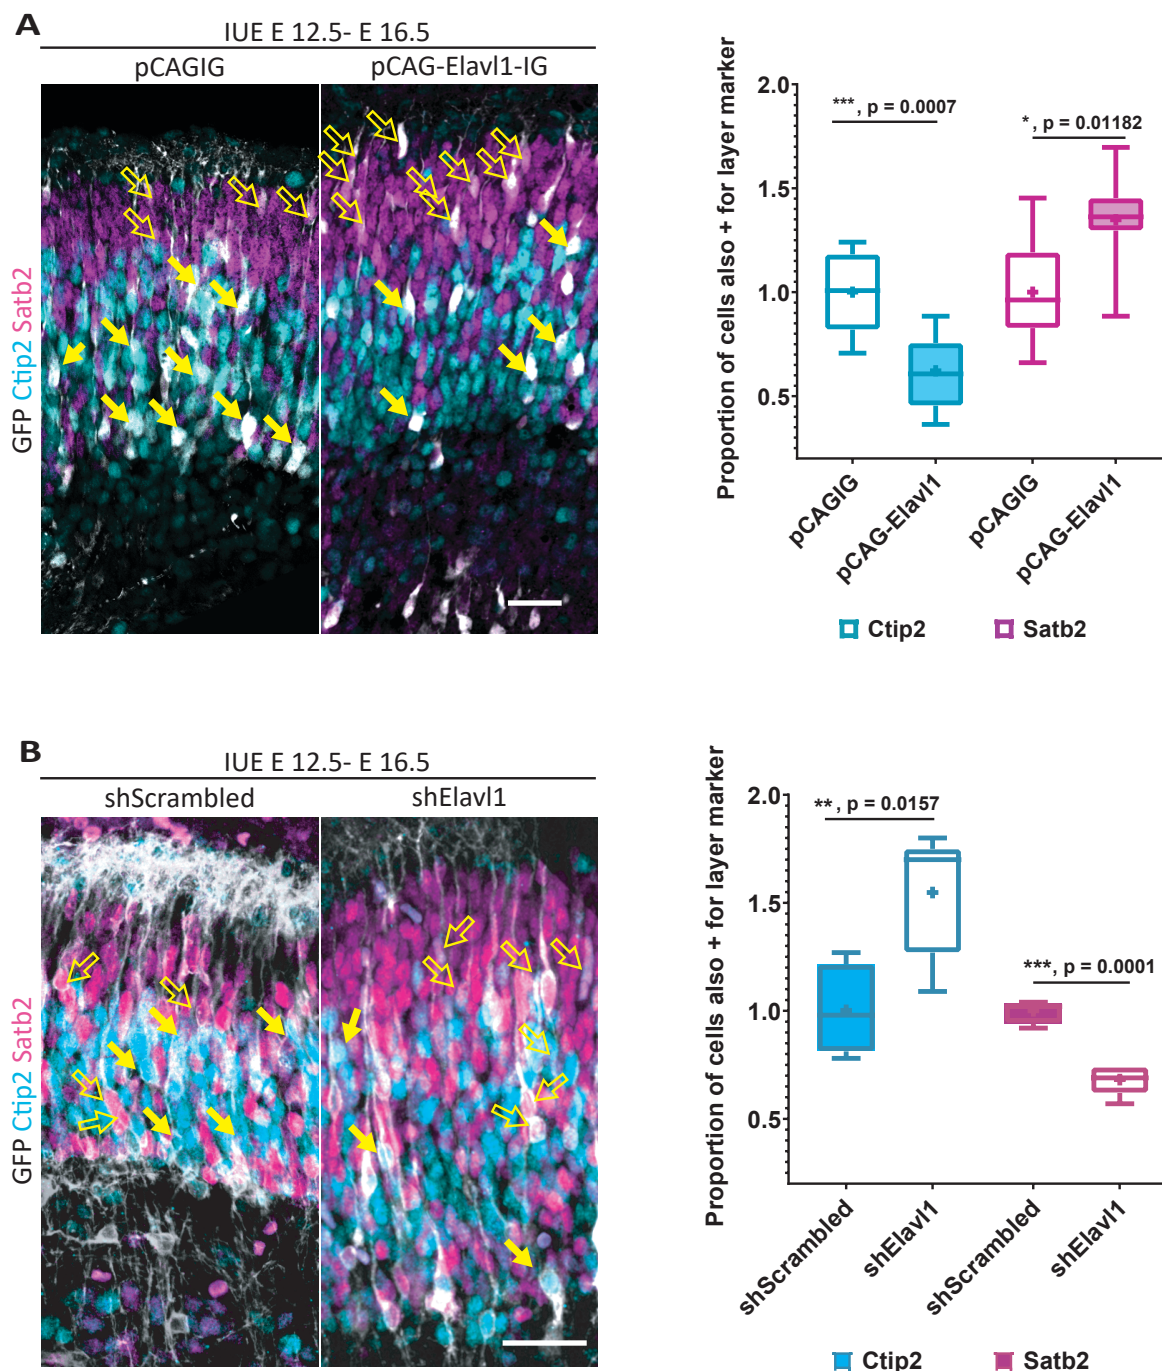 A
IUE E 12.5- E 16.5
pCAGIG
pCAG-Elavl1-IG
GFP Ctip2 Satb2
Proportion of cells also + for layer marker
2.0
1.5
1.0
0.5
***, p = 0.0007
*, p = 0.01182
pCAGIG
pCAG-Elavl1
pCAGIG
pCAG-Elavl1
Ctip2
Satb2
B
IUE E 12.5- E 16.5
shScrambled
shElavl1
GFP Ctip2 Satb2
Proportion of cells also + for layer marker
2.0
1.5
1.0
0.5
**, p = 0.0157
***, p = 0.0001
shScrambled
shElavl1
shScrambled
shElavl1
Ctip2
Satb2